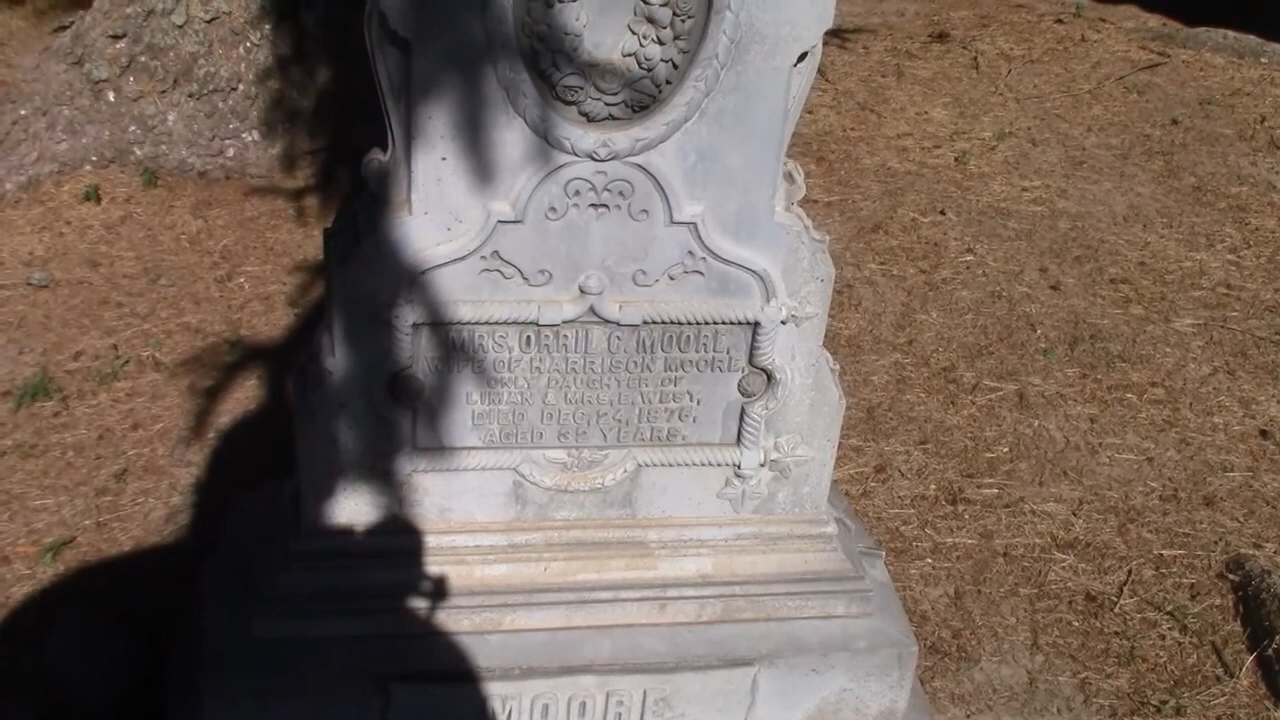 MRS. ORRIL C. MOORE,
WIFE OF HARRISON MOORE,
ONLY DAUGHTER OF
LIMAN & MRS. E. WEST,
DIED DEC. 24, 1876.
AGED 32 YEARS.
MOORE